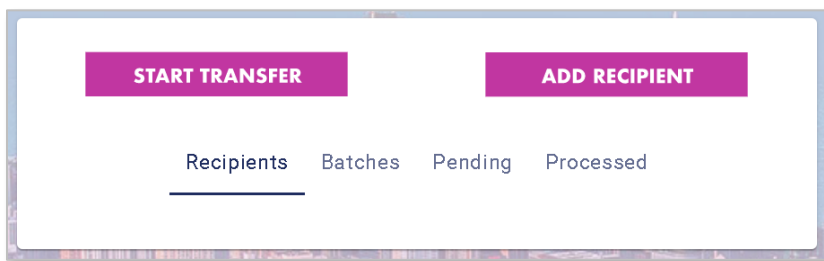 START TRANSFER ADD RECIPIENT
Recipients Batches Pending Processed